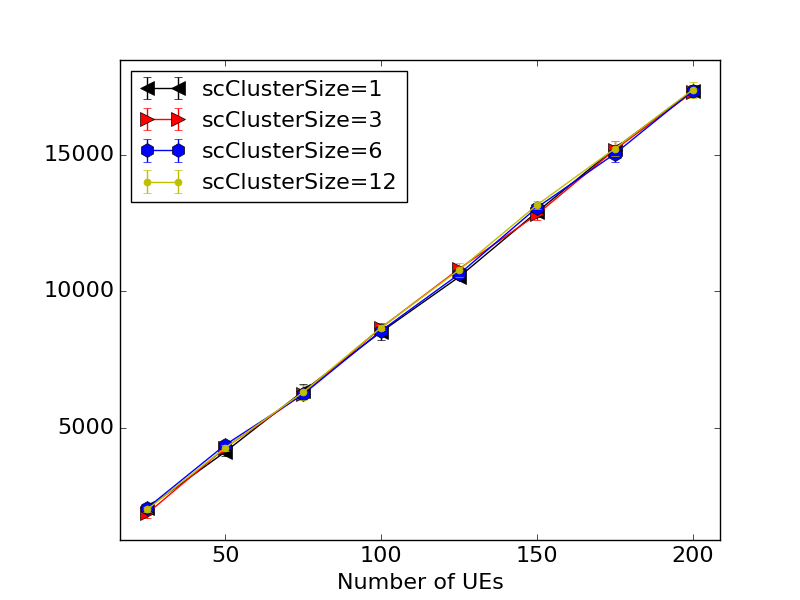 scClusterSize=1
scClusterSize=3
scClusterSize=6
scClusterSize=12
15000
10000
5000
50 100 150 200
Number of UEs